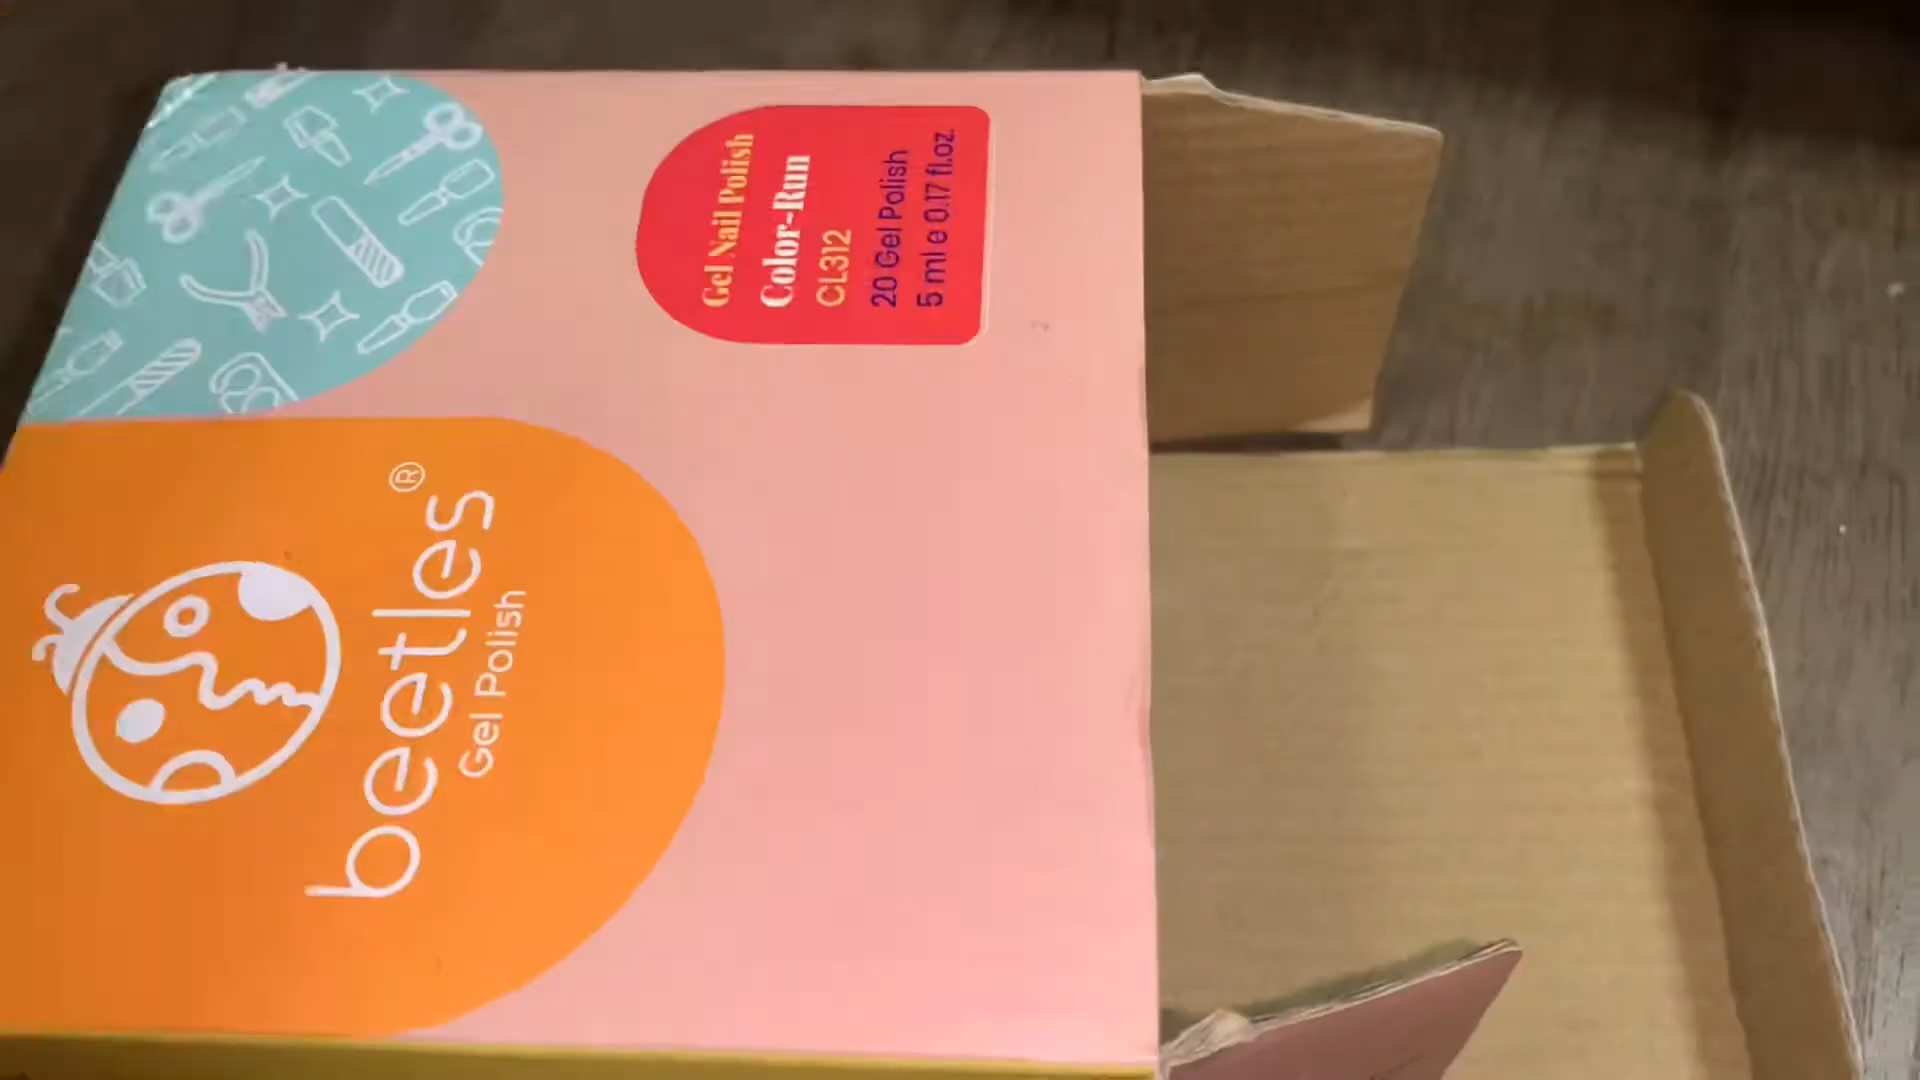 Gel Nail Polish
Color-Run
CL312
20 Gel Polish
5 ml e 0.17 fl.oz.
beetles®
Gel Polish